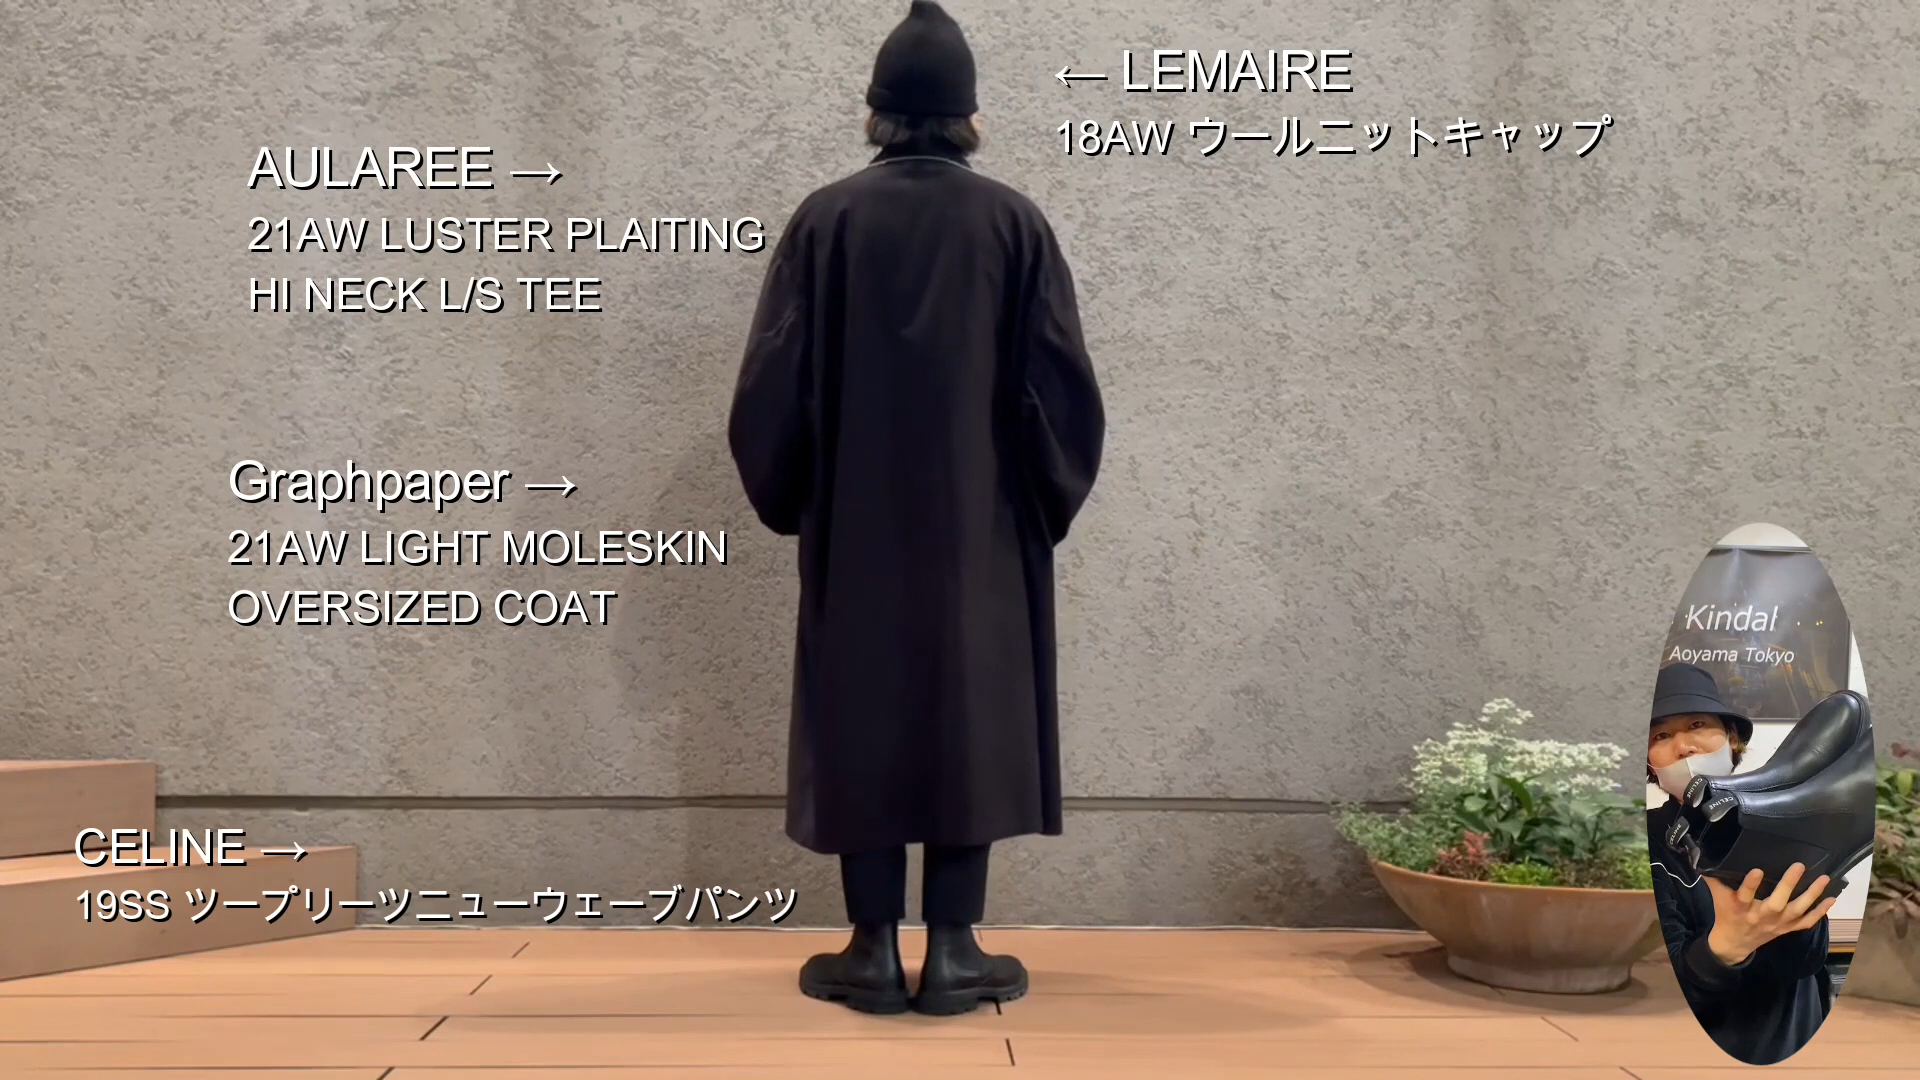 ← LEMAIRE
18AW ウールニットキャップ
AULAREE →
21AW LUSTER PLAITING
HI NECK L/S TEE
Graphpaper →
21AW LIGHT MOLESKIN
OVERSIZED COAT
CELINE →
19SS ツープリーツニューウェーブパンツ
Kindal
Aoyama Tokyo
CELINE
CELINE